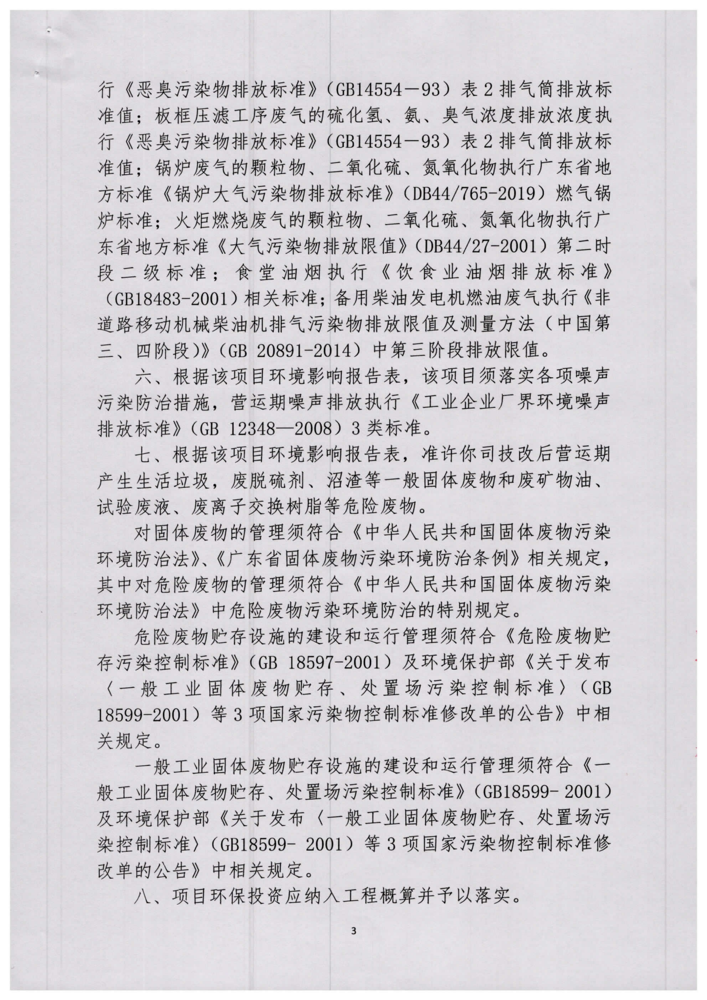 行《恶臭污染物排放标准》（GB14554－93）表2排气筒排放标
准值；板框压滤工序废气的硫化氢、氨、臭气浓度排放浓度执
行《恶臭污染物排放标准》（GB14554－93）表2排气筒排放标
准值；锅炉废气的颗粒物、二氧化硫、氮氧化物执行广东省地
方标准《锅炉大气污染物排放标准》（DB44/765-2019）燃气锅
炉标准；火炬燃烧废气的颗粒物、二氧化硫、氮氧化物执行广
东省地方标准《大气污染物排放限值》（DB44/27-2001）第二时
段二级标准；食堂油烟执行《饮食业油烟排放标准》
（GB18483-2001）相关标准；备用柴油发电机燃油废气执行《非
道路移动机械柴油机排气污染物排放限值及测量方法（中国第
三、四阶段）》（GB 20891-2014）中第三阶段排放限值。
六、根据该项目环境影响报告表，该项目须落实各项噪声
污染防治措施，营运期噪声排放执行《工业企业厂界环境噪声
排放标准》（GB 12348—2008）3类标准。
七、根据该项目环境影响报告表，准许你司技改后营运期
产生生活垃圾，废脱硫剂、沼渣等一般固体废物和废矿物油、
试验废液、废离子交换树脂等危险废物。
对固体废物的管理须符合《中华人民共和国固体废物污染
环境防治法》、《广东省固体废物污染环境防治条例》相关规定，
其中对危险废物的管理须符合《中华人民共和国固体废物污染
环境防治法》中危险废物污染环境防治的特别规定。
危险废物贮存设施的建设和运行管理须符合《危险废物贮
存污染控制标准》（GB 18597-2001）及环境保护部《关于发布
〈一般工业固体废物贮存、处置场污染控制标准〉（GB
18599-2001）等3项国家污染物控制标准修改单的公告》中相
关规定。
一般工业固体废物贮存设施的建设和运行管理须符合《一
般工业固体废物贮存、处置场污染控制标准》（GB18599- 2001）
及环境保护部《关于发布〈一般工业固体废物贮存、处置场污
染控制标准〉（GB18599- 2001）等3项国家污染物控制标准修
改单的公告》中相关规定。
八、项目环保投资应纳入工程概算并予以落实。
3